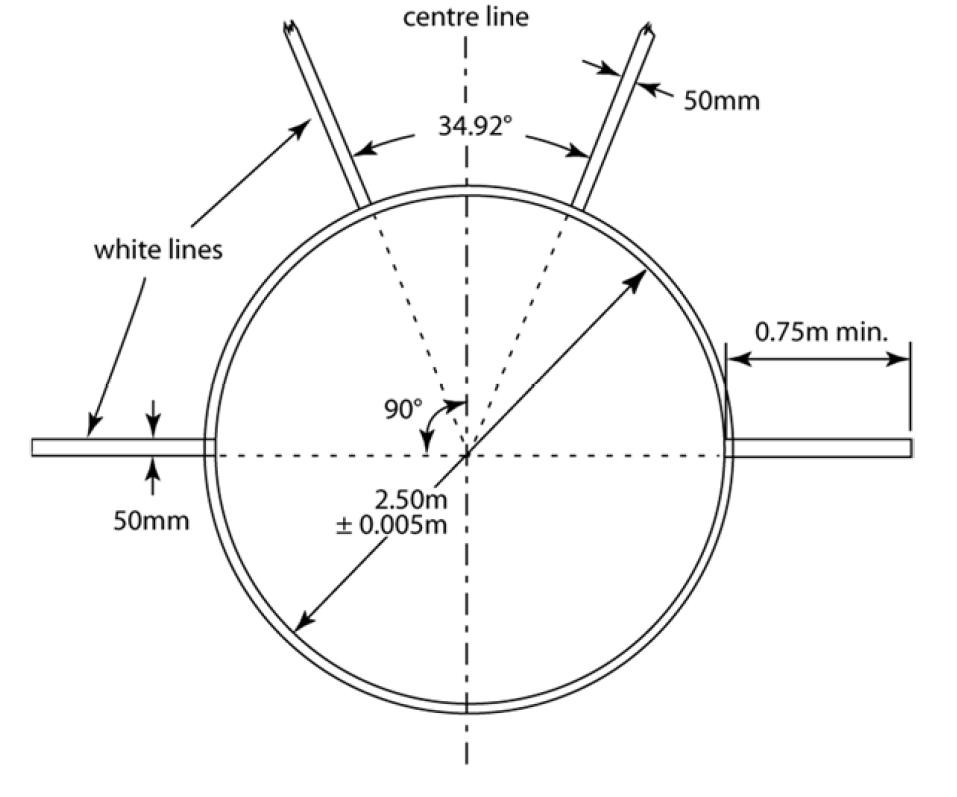 centre line
50mm
34.92°
white lines
0.75m min.
90°
2.50m
± 0.005m
50mm